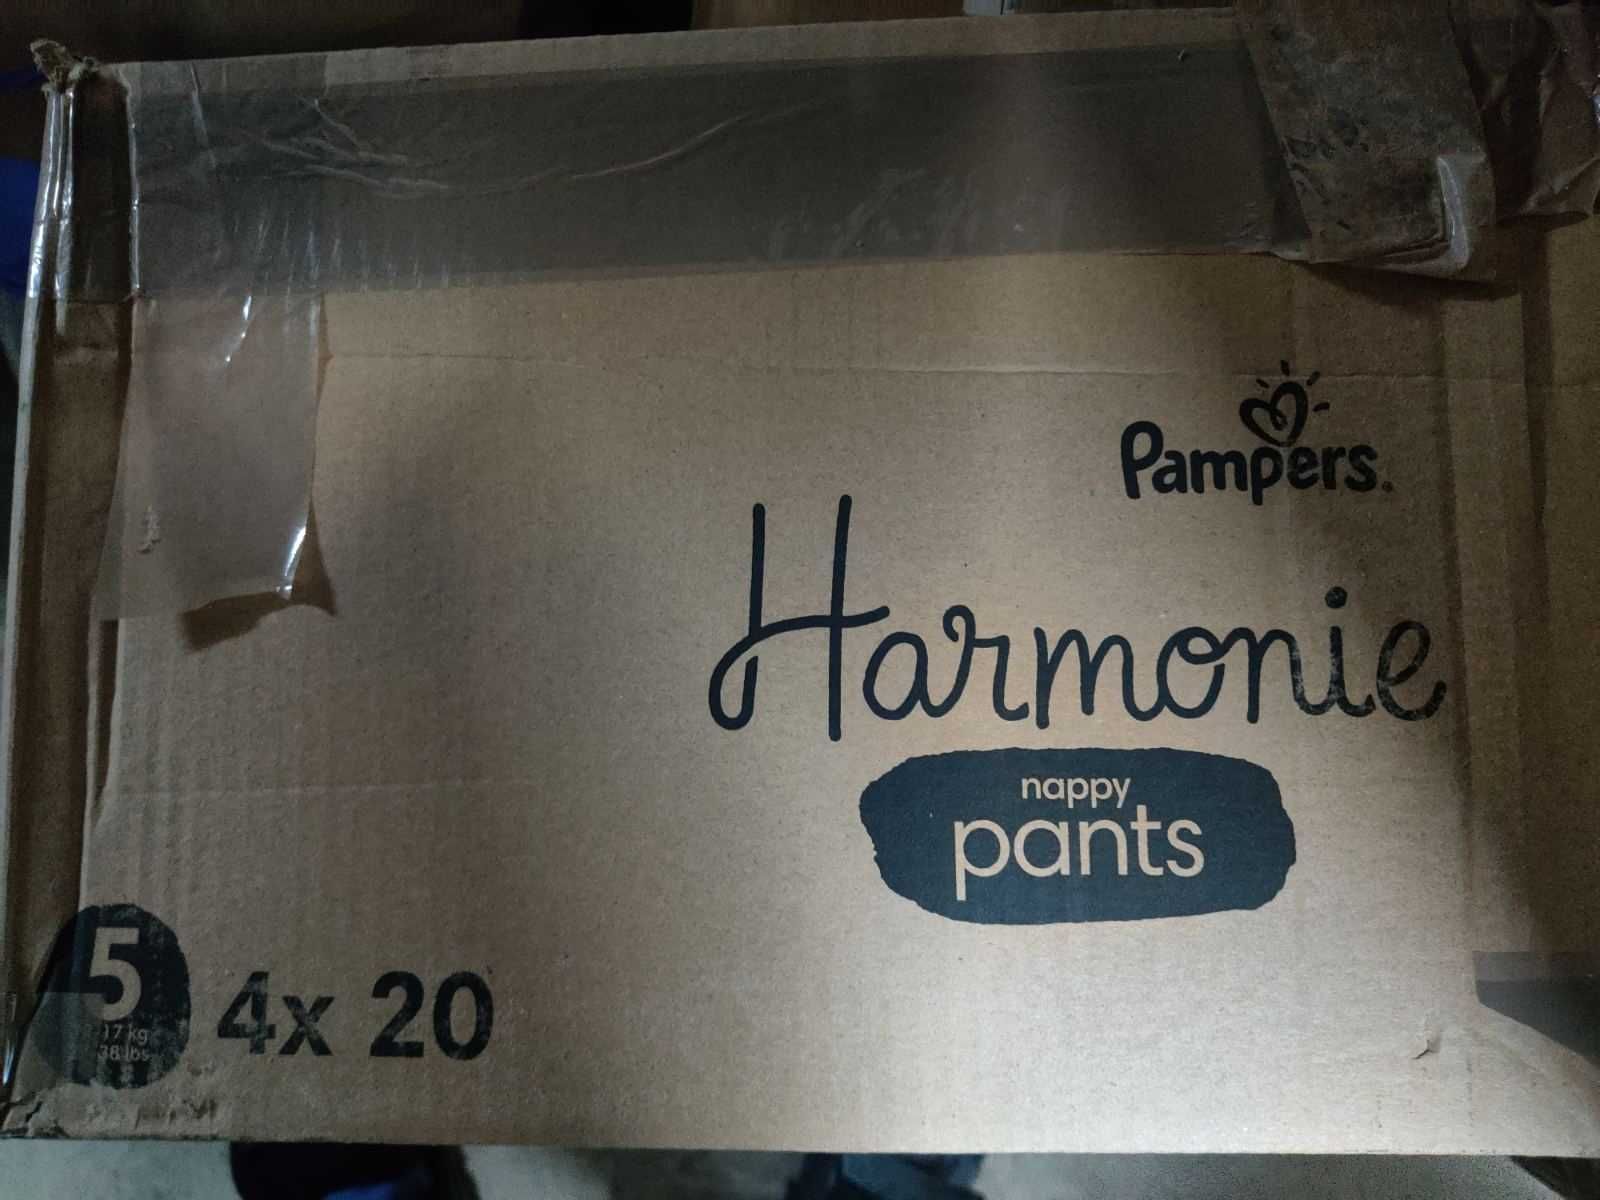 Pampers.
Harmonie
nappy
pants
5
17 kg
38 lbs
4x 20